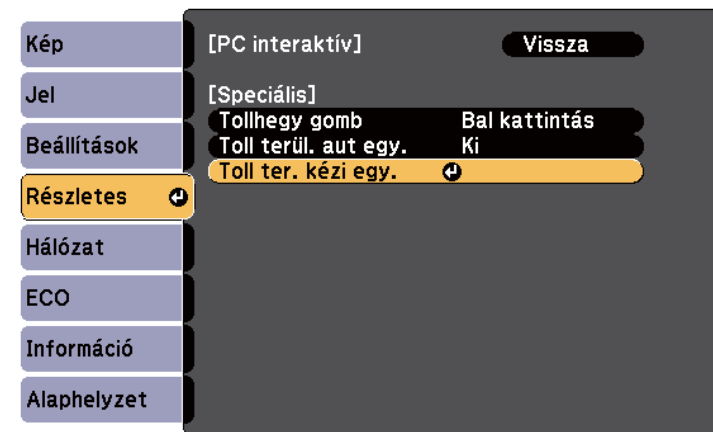 Kép
Jel
Beállítások
Részletes
Hálózat
ECO
Információ
Alaphelyzet
[PC interaktív] Vissza
[Speciális]
Tollhegy gomb Bal kattintás
Toll terül. aut egy. Ki
Toll ter. kézi egy.